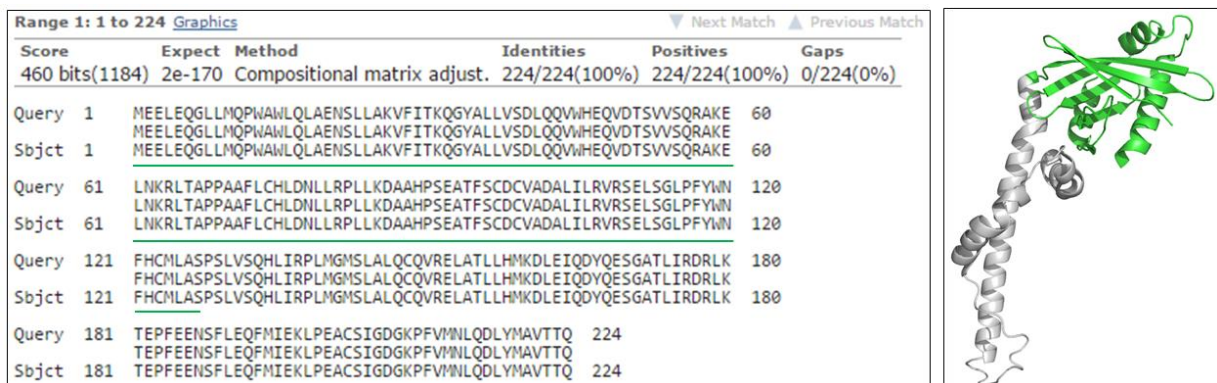 Range 1: 1 to 224 Graphics ▼ Next Match ▲ Previous Match
Score Expect Method Identities Positives Gaps
460 bits(1184) 2e-170 Compositional matrix adjust. 224/224(100%) 224/224(100%) 0/224(0%)
Query 1 MEELEQGLLMQPWAWLQLAENSLLAKVFITKQGYALLVSDLQQVWHEQVDTSVVSQRAKE 60
MEELEQGLLMQPWAWLQLAENSLLAKVFITKQGYALLVSDLQQVWHEQVDTSVVSQRAKE
Sbjct 1 MEELEQGLLMQPWAWLQLAENSLLAKVFITKQGYALLVSDLQQVWHEQVDTSVVSQRAKE 60
Query 61 LNKRLTAPPAAFLCHLDNLLRPLLKDAAHPSEATFSCDCVADALILRVRSELSGLPFYWN 120
LNKRLTAPPAAFLCHLDNLLRPLLKDAAHPSEATFSCDCVADALILRVRSELSGLPFYWN
Sbjct 61 LNKRLTAPPAAFLCHLDNLLRPLLKDAAHPSEATFSCDCVADALILRVRSELSGLPFYWN 120
Query 121 FHCMLASPSLVSQHLIRPLMGMSLALQCQVRELATLLHMKDLEIQDYQESGATLIRDRLK 180
FHCMLASPSLVSQHLIRPLMGMSLALQCQVRELATLLHMKDLEIQDYQESGATLIRDRLK
Sbjct 121 FHCMLASPSLVSQHLIRPLMGMSLALQCQVRELATLLHMKDLEIQDYQESGATLIRDRLK 180
Query 181 TEPFEENSFLEQFMIEKLPEACSIGDGKPFVMNLQDLYMAVTTQ 224
TEPFEENSFLEQFMIEKLPEACSIGDGKPFVMNLQDLYMAVTTQ
Sbjct 181 TEPFEENSFLEQFMIEKLPEACSIGDGKPFVMNLQDLYMAVTTQ 224